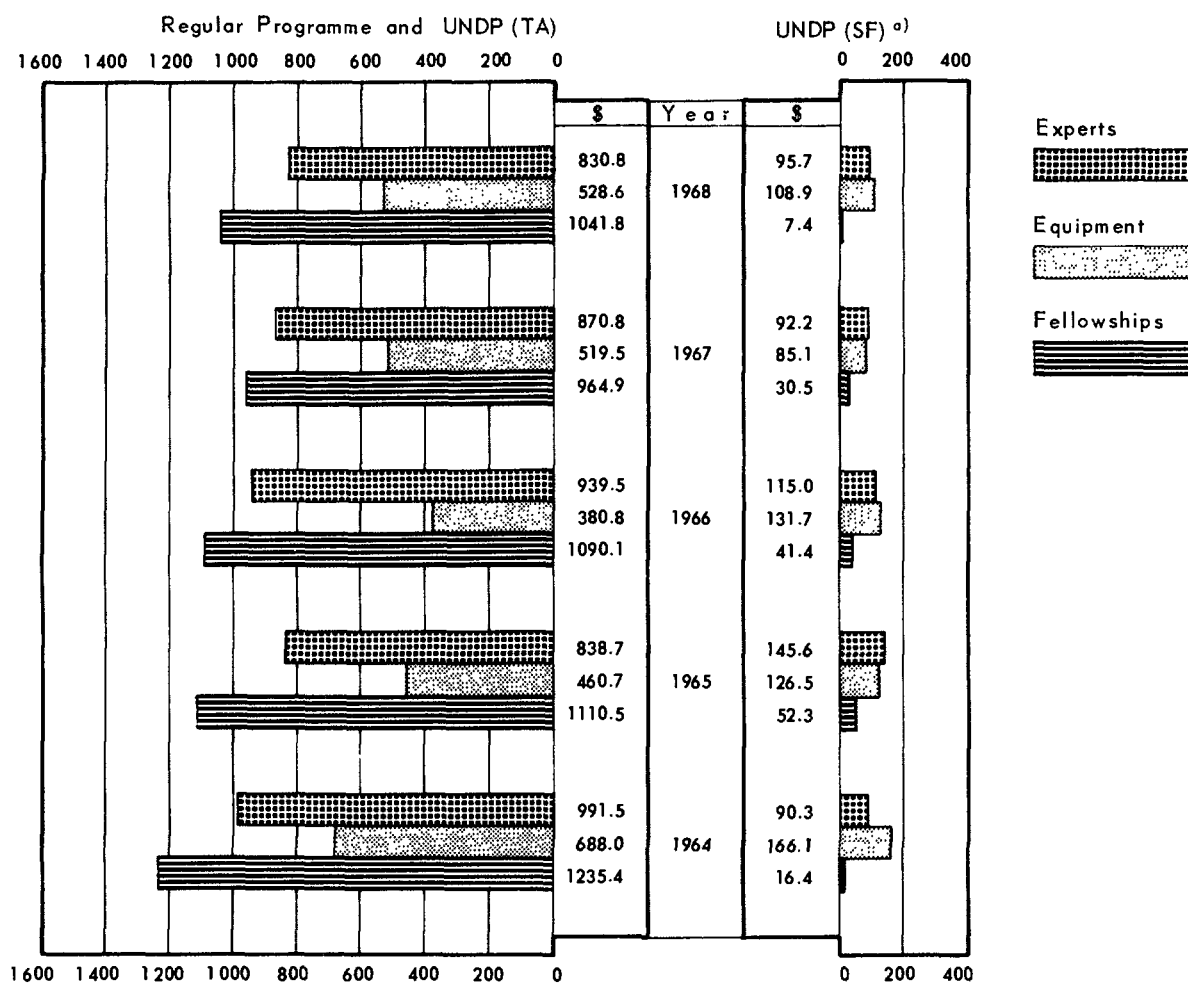 Regular Programme and UNDP (TA)
UNDP (SF) a)
1600 1400 1200 1000 800 600 400 200 0
0 200 400
$ Year $
Experts
830.8 95.7
528.6 1968 108.9
1041.8 7.4
Equipment
870.8 92.2
519.5 1967 85.1
964.9 30.5
Fellowships
939.5 115.0
380.8 1966 131.7
1090.1 41.4
838.7 145.6
460.7 1965 126.5
1110.5 52.3
991.5 90.3
688.0 1964 166.1
1235.4 16.4
1600 1400 1200 1000 800 600 400 200 0
0 200 400